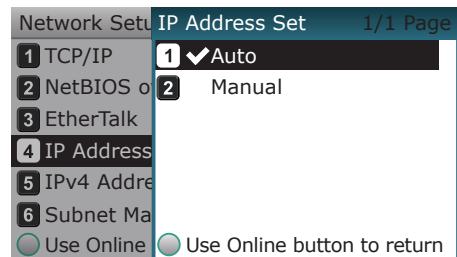 Network Setu
1 TCP/IP
2 NetBIOS o
3 EtherTalk
4 IP Address
5 IPv4 Addre
6 Subnet Ma
Use Online
IP Address Set 1/1 Page
1 ✔Auto
2 Manual
Use Online button to return